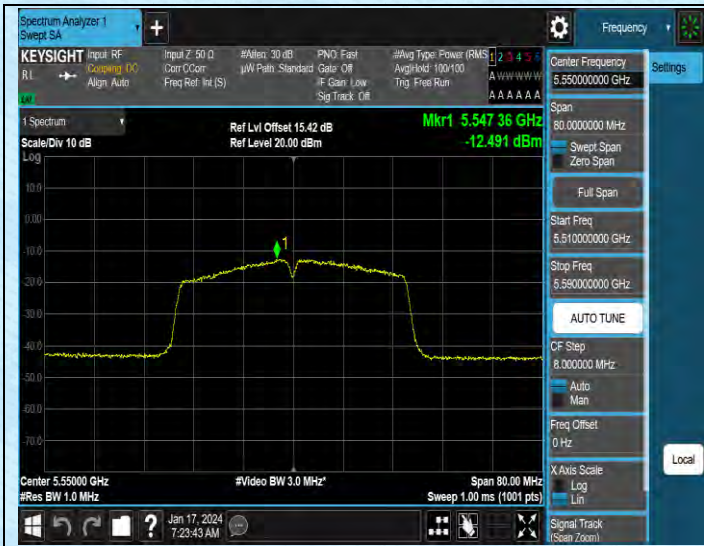 Spectrum Analyzer 1
Swept SA
+
Frequency
KEYSIGHT
Input: RF
Input Z: 50 Ω
#Atten: 30 dB
PNO: Fast
#Avg Type: Power (RMS
1 2 3 4 5 6
RL
Coupling: DC
Corr CCorr
µW Path: Standard
Gate: Off
Avg|Hold: 100/100
A W W W W W
Align: Auto
Freq Ref: Int (S)
IF Gain: Low
Trig: Free Run
Sig Track: Off
A A A A A A
1 Spectrum
Scale/Div 10 dB
Ref Lvl Offset 15.42 dB
Ref Level 20.00 dBm
Mkr1 5.547 36 GHz
-12.491 dBm
Log
10.0
0.00
-10.0
1
-20.0
-30.0
-40.0
-50.0
-60.0
-70.0
Center 5.55000 GHz
#Video BW 3.0 MHz*
Span 80.00 MHz
#Res BW 1.0 MHz
Sweep 1.00 ms (1001 pts)
?
Jan 17, 2024
7:23:43 AM
Center Frequency
5.550000000 GHz
Settings
Span
80.0000000 MHz
Swept Span
Zero Span
Full Span
Start Freq
5.510000000 GHz
Stop Freq
5.590000000 GHz
AUTO TUNE
CF Step
8.000000 MHz
Auto
Man
Freq Offset
0 Hz
X Axis Scale
Log
Lin
Local
Signal Track
(Span Zoom)